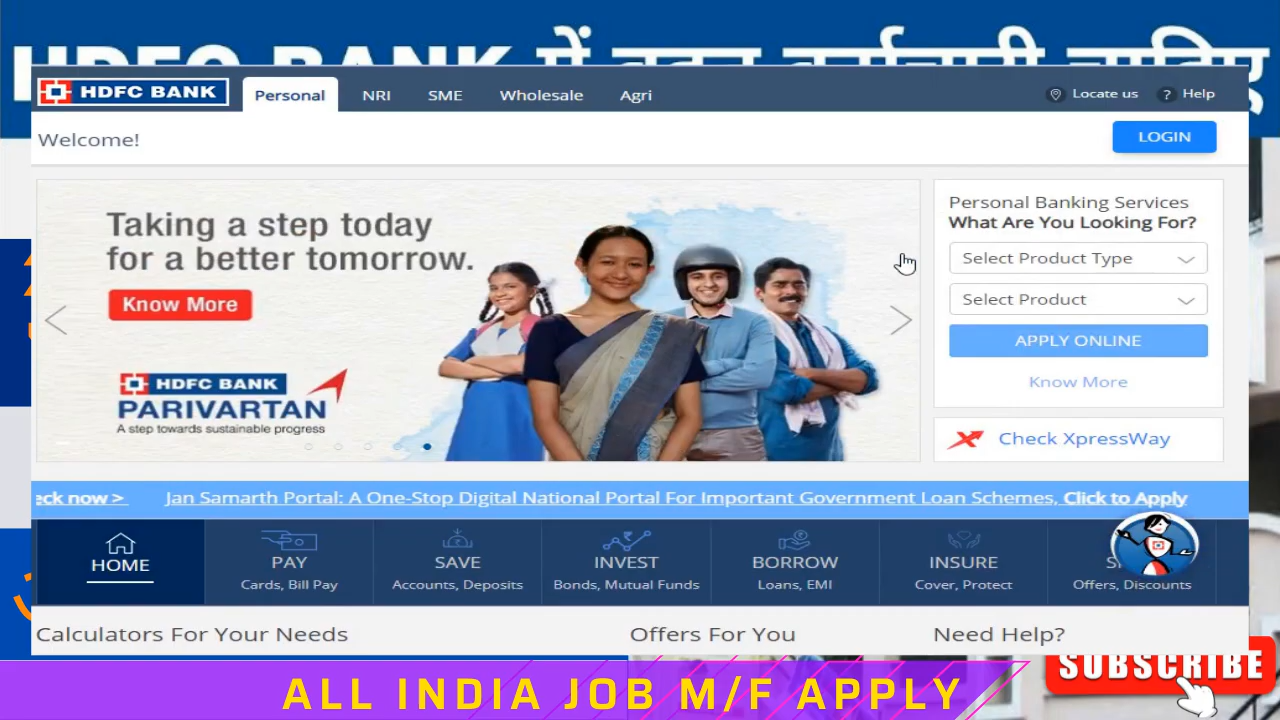 HDFC BANK में
HDFC BANK
Personal
NRI
SME
Wholesale
Agri
Locate us
? Help
Welcome!
LOGIN
Taking a step today
for a better tomorrow.
Know More
HDFC BANK
PARIVARTAN
A step towards sustainable progress
Personal Banking Services
What Are You Looking For?
Select Product Type
Select Product
APPLY ONLINE
Know More
Check XpressWay
eck now > Jan Samarth Portal: A One-Stop Digital National Portal For Important Government Loan Schemes, Click to Apply
HOME
PAY
Cards, Bill Pay
SAVE
Accounts, Deposits
INVEST
Bonds, Mutual Funds
BORROW
Loans, EMI
INSURE
Cover, Protect
Offers, Discounts
Calculators For Your Needs
Offers For You
Need Help?
SUBSCRIBE
ALL INDIA JOB M/F APPLY